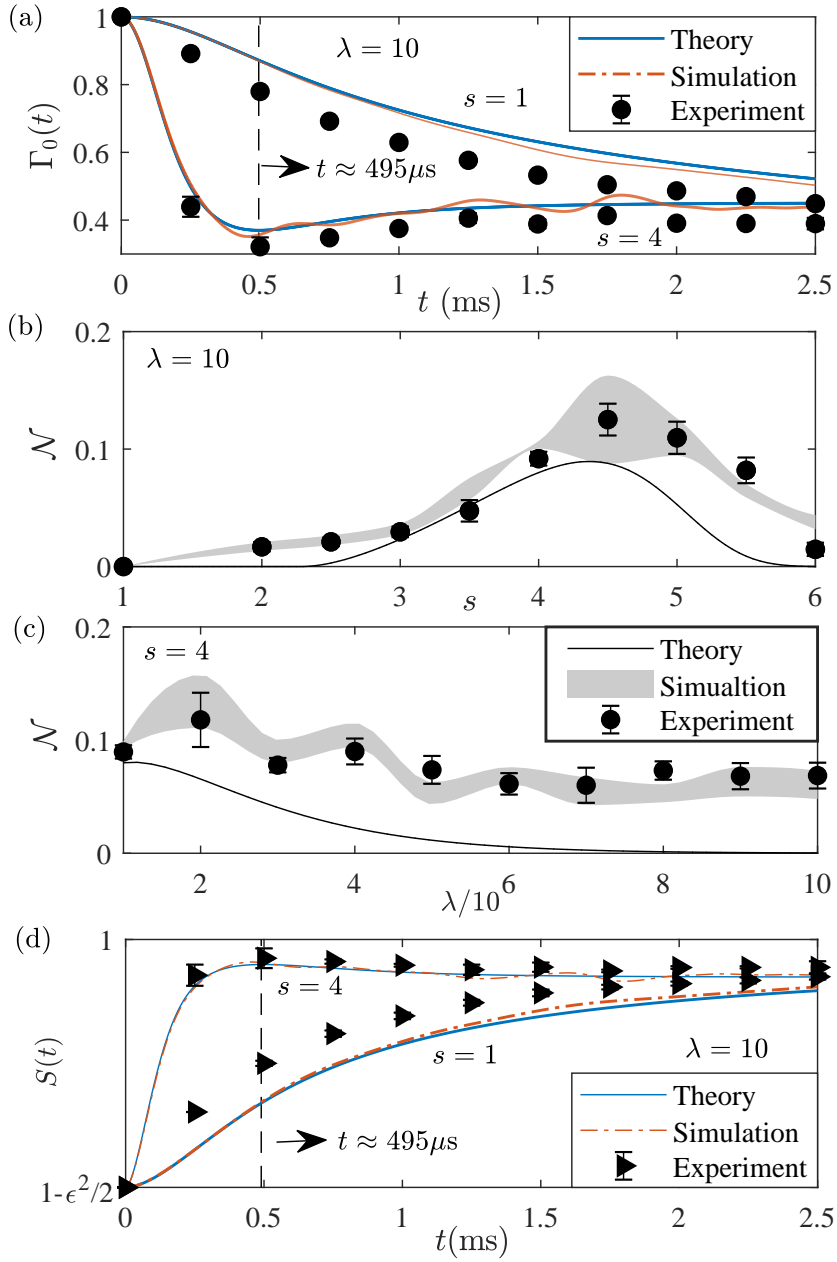 (a)
1
0.8
0.6
0.4
Γ₀(t)
λ = 10
s = 1
t ≈ 495μs
s = 4
Theory
Simulation
Experiment
0 0.5 1 1.5 2 2.5
t (ms)
(b)
0.2
0.1
0
𝒩
λ = 10
1 2 3 4 5 6
s
(c)
0.2
0.1
0
𝒩
s = 4
Theory
Simualtion
Experiment
2 4 6 8 10
λ/10
(d)
1
1-ϵ²/2
S(t)
s = 4
s = 1
λ = 10
t ≈ 495μs
Theory
Simulation
Experiment
0 0.5 1 1.5 2 2.5
t(ms)